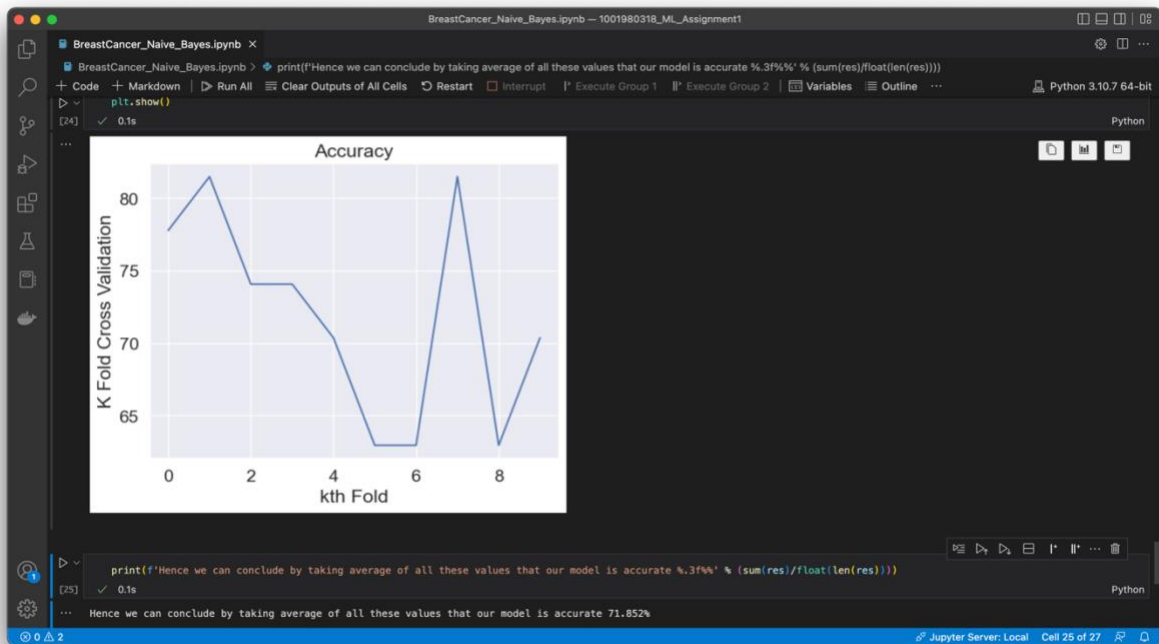 BreastCancer_Naive_Bayes.ipynb — 1001980318_ML_Assignment1
BreastCancer_Naive_Bayes.ipynb
BreastCancer_Naive_Bayes.ipynb > print(f'Hence we can conclude by taking average of all these values that our model is accurate %.3f%%' % (sum(res)/float(len(res))))
+ Code + Markdown Run All Clear Outputs of All Cells Restart Interrupt Execute Group 1 Execute Group 2 Variables Outline ... Python 3.10.7 64-bit
plt.show()
[24] ✓ 0.1s Python
...
Accuracy
80
75
70
65
K Fold Cross Validation
0 2 4 6 8
kth Fold
print(f'Hence we can conclude by taking average of all these values that our model is accurate %.3f%%' % (sum(res)/float(len(res))))
[25] ✓ 0.1s Python
... Hence we can conclude by taking average of all these values that our model is accurate 71.852%
1
0 2 Jupyter Server: Local Cell 25 of 27